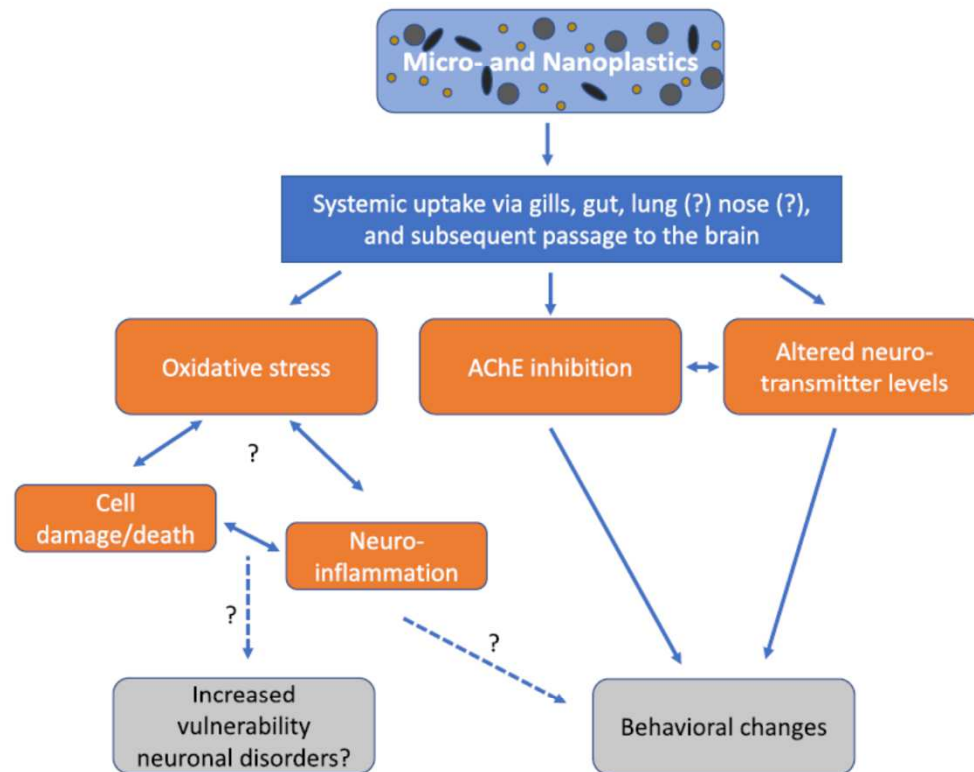 Micro- and Nanoplastics
Systemic uptake via gills, gut, lung (?) nose (?),
and subsequent passage to the brain
Oxidative stress
AChE inhibition
Altered neuro-
transmitter levels
?
Cell
damage/death
Neuro-
inflammation
?
?
Increased
vulnerability
neuronal disorders?
Behavioral changes